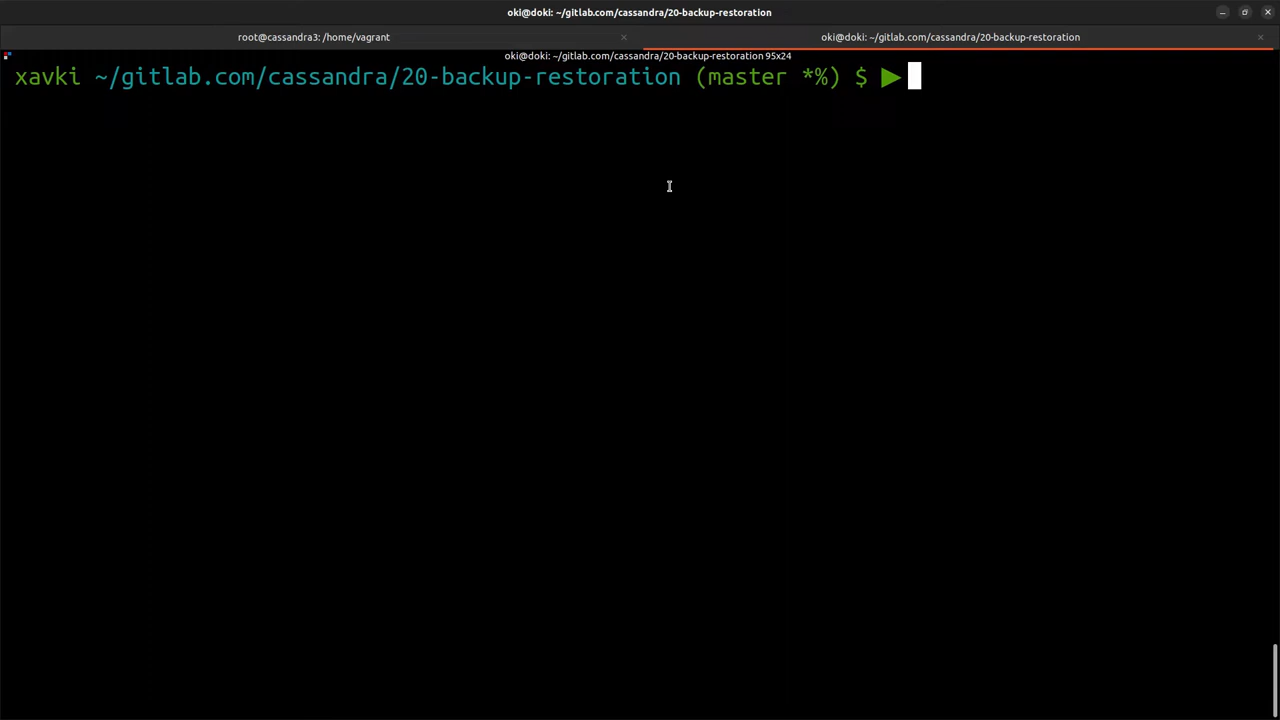 oki@doki: ~/gitlab.com/cassandra/20-backup-restoration
root@cassandra3: /home/vagrant
oki@doki: ~/gitlab.com/cassandra/20-backup-restoration
oki@doki: ~/gitlab.com/cassandra/20-backup-restoration 95x24
xavki ~/gitlab.com/cassandra/20-backup-restoration (master *%) $ ▶